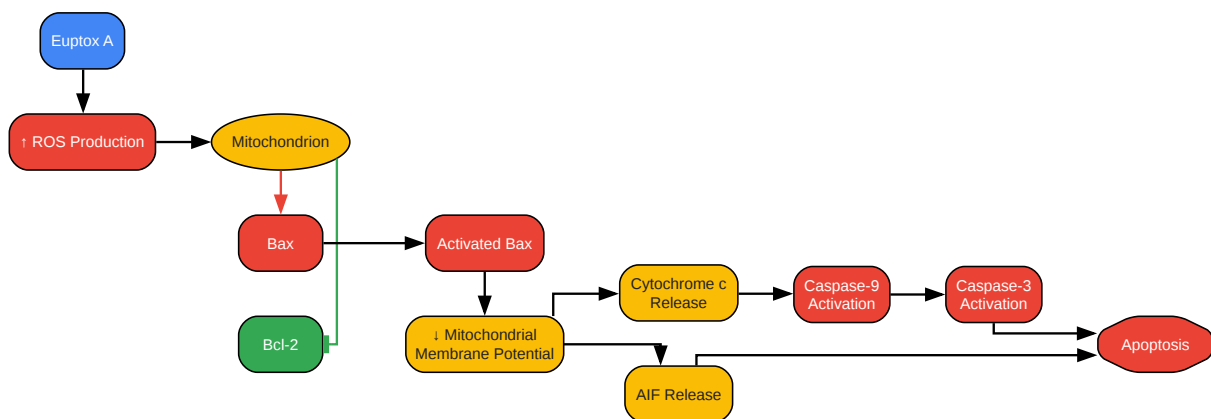 Euptox A
↑ ROS Production
Mitochondrion
Bax
Activated Bax
Bcl-2
↓ Mitochondrial
Membrane Potential
Cytochrome c
Release
AIF Release
Caspase-9
Activation
Caspase-3
Activation
Apoptosis